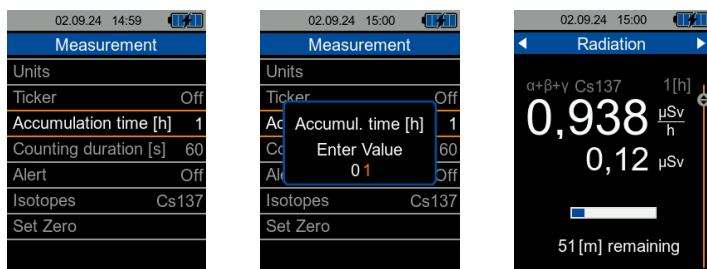 02.09.24 14:59
Measurement
Units
Ticker Off
Accumulation time [h] 1
Counting duration [s] 60
Alert Off
Isotopes Cs137
Set Zero
02.09.24 15:00
Measurement
Units
Ticker
Ac 1
Accumul. time [h]
Enter Value
0 1
Co 60
Ale Off
Isotopes Cs137
Set Zero
02.09.24 15:00
Radiation
α+β+γ Cs137 1[h]
0,938 µSv/h
0,12 µSv
51[m] remaining